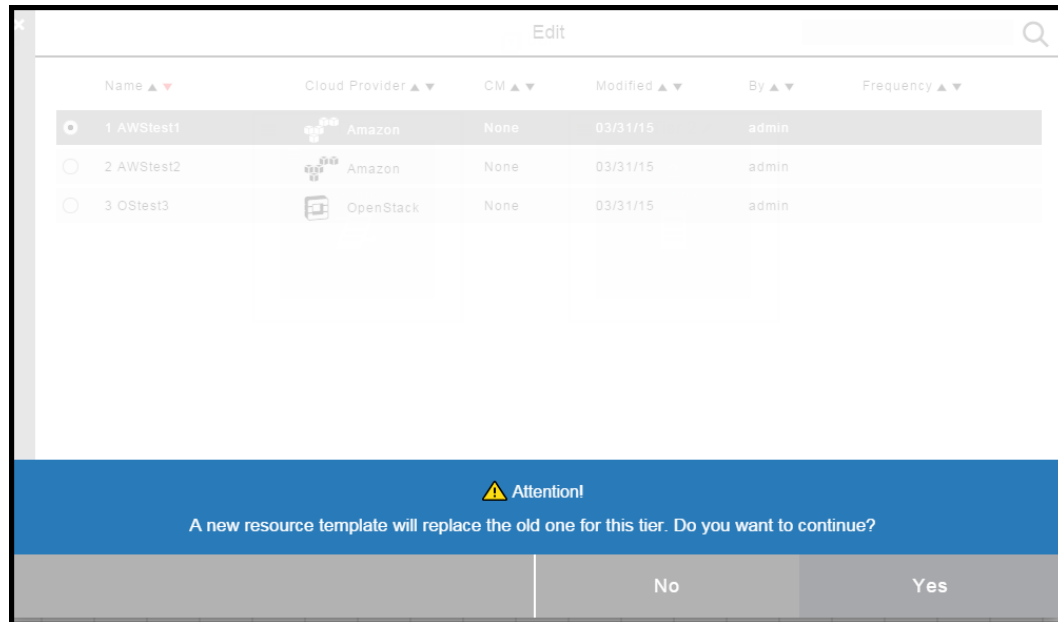 Edit
Name ▲ ▼ Cloud Provider ▲ ▼ CM ▲ ▼ Modified ▲ ▼ By ▲ ▼ Frequency ▲ ▼
1 AWStest1 Amazon None 03/31/15 admin
2 AWStest2 Amazon None 03/31/15 admin
3 OStest3 OpenStack None 03/31/15 admin
Attention!
A new resource template will replace the old one for this tier. Do you want to continue?
No Yes